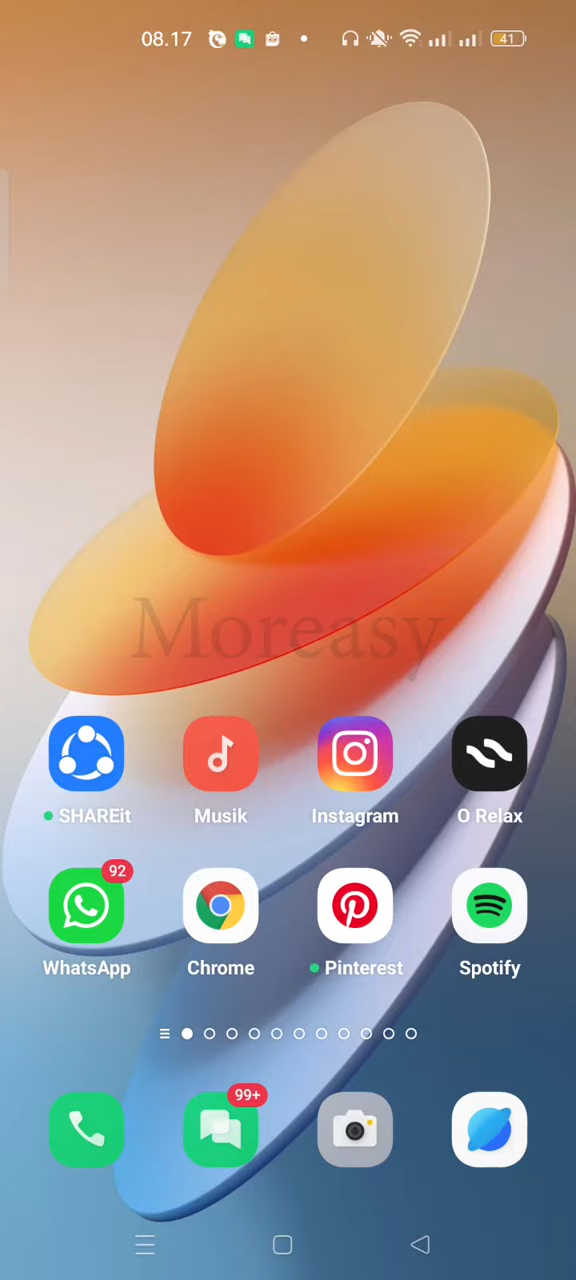 08.17
41
Moreasy
SHAREit
Musik
Instagram
O Relax
92
WhatsApp
Chrome
Pinterest
Spotify
99+